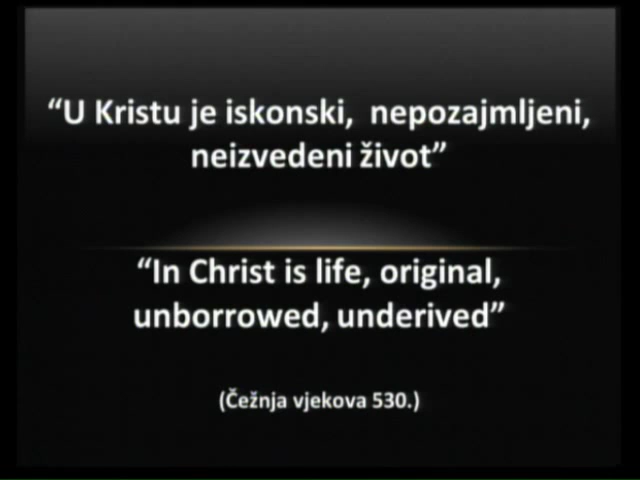 “U Kristu je iskonski, nepozajmljeni,
neizvedeni život”
“In Christ is life, original,
unborrowed, underived”
(Čežnja vjekova 530.)